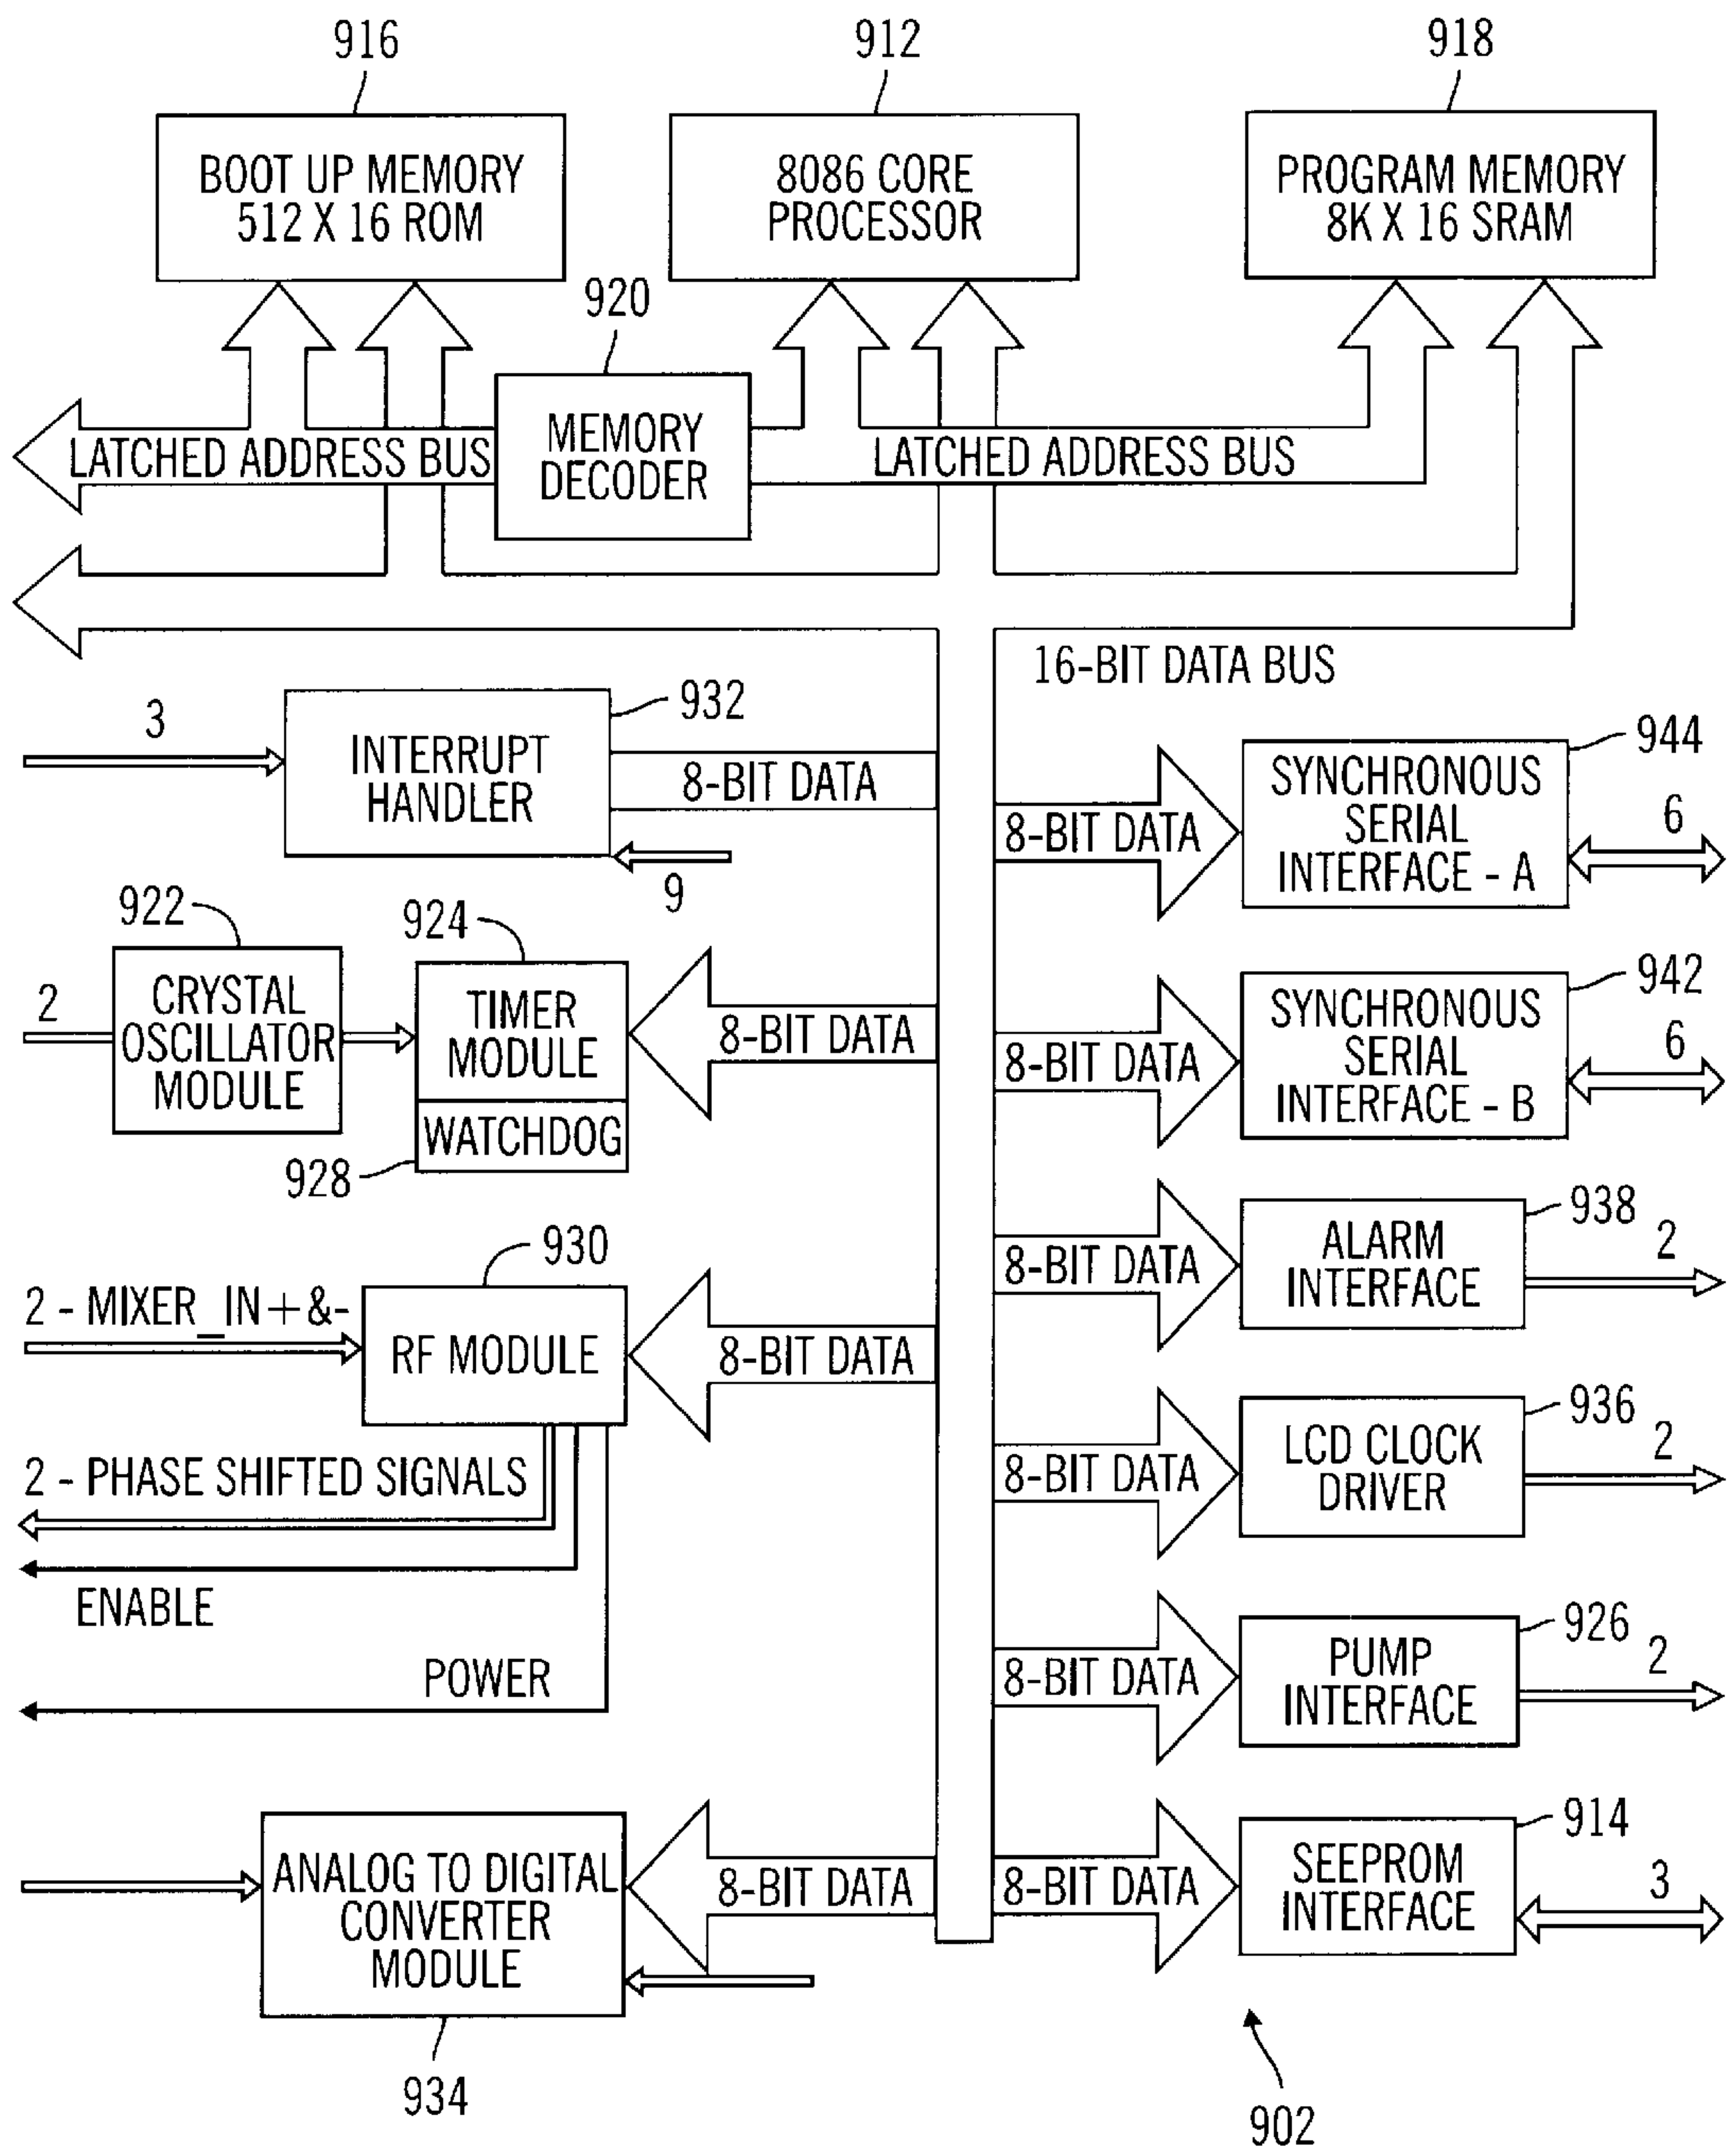 916
912
918
BOOT UP MEMORY
512 X 16 ROM
8086 CORE
PROCESSOR
PROGRAM MEMORY
8K X 16 SRAM
920
LATCHED ADDRESS BUS
MEMORY
DECODER
LATCHED ADDRESS BUS
16-BIT DATA BUS
3
932
INTERRUPT
HANDLER
8-BIT DATA
9
944
SYNCHRONOUS
SERIAL
INTERFACE - A
8-BIT DATA
6
922
924
2
CRYSTAL
OSCILLATOR
MODULE
TIMER
MODULE
WATCHDOG
928
8-BIT DATA
942
8-BIT DATA
SYNCHRONOUS
SERIAL
INTERFACE - B
6
930
2 - MIXER_IN+&-
RF MODULE
8-BIT DATA
938
8-BIT DATA
ALARM
INTERFACE
2
2 - PHASE SHIFTED SIGNALS
ENABLE
POWER
936
8-BIT DATA
LCD CLOCK
DRIVER
2
926
8-BIT DATA
PUMP
INTERFACE
2
ANALOG TO DIGITAL
CONVERTER
MODULE
8-BIT DATA
934
914
8-BIT DATA
SEEPROM
INTERFACE
3
902